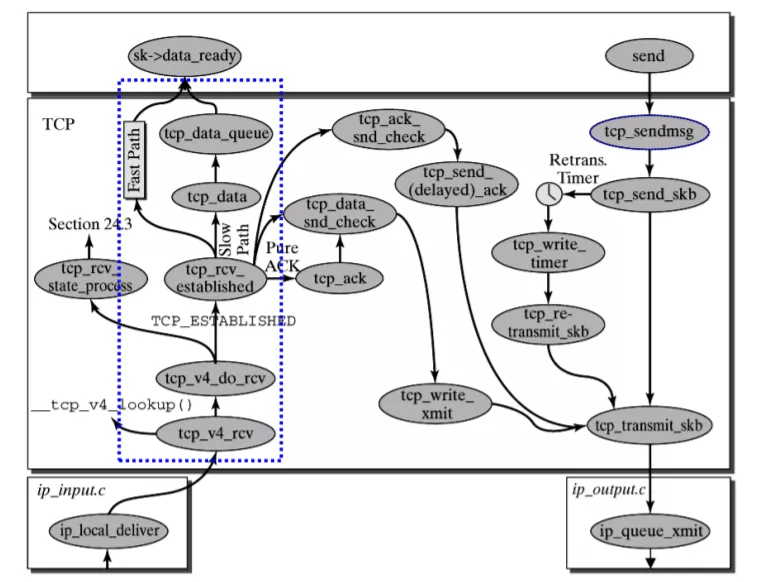 sk->data_ready
send
TCP
Fast Path
tcp_data_queue
tcp_ack_
snd_check
tcp_sendmsg
tcp_send_
(delayed)_ack
Retrans.
Timer
tcp_send_skb
tcp_data
tcp_data_
snd_check
Section 24.3
Slow
Path
Pure
ACK
tcp_write_
timer
tcp_rcv_
state_process
tcp_rcv_
established
tcp_ack
TCP_ESTABLISHED
tcp_re-
transmit_skb
tcp_v4_do_rcv
__tcp_v4_lookup()
tcp_write_
xmit
tcp_v4_rcv
tcp_transmit_skb
ip_input.c
ip_output.c
ip_local_deliver
ip_queue_xmit